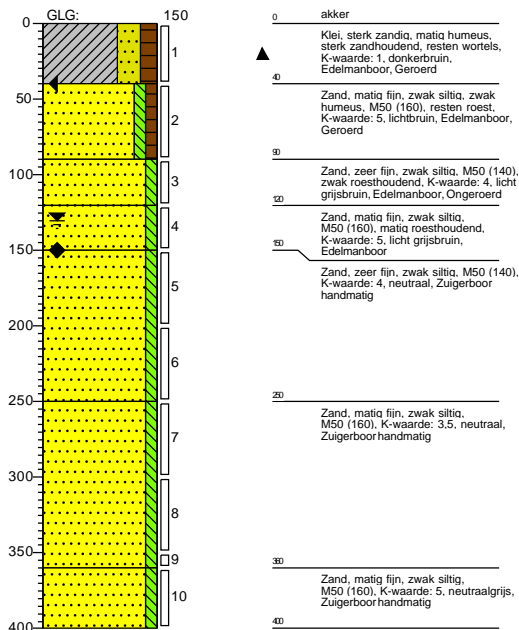 GLG: 150
0
50
100
150
200
250
300
350
400
1
2
3
4
5
6
7
8
9
10
0 akker
Klei, sterk zandig, matig humeus,
sterk zandhoudend, resten wortels,
K-waarde: 1, donkerbruin,
Edelmanboor, Geroerd
40
Zand, matig fijn, zwak siltig, zwak
humeus, M50 (160), resten roest,
K-waarde: 5, lichtbruin, Edelmanboor,
Geroerd
90
Zand, zeer fijn, zwak siltig, M50 (140),
zwak roesthoudend, K-waarde: 4, licht
grijsbruin, Edelmanboor, Ongeroerd
120
Zand, matig fijn, zwak siltig,
M50 (160), matig roesthoudend,
K-waarde: 5, licht grijsbruin,
Edelmanboor
150
Zand, zeer fijn, zwak siltig, M50 (140),
K-waarde: 4, neutraal, Zuigerboor
handmatig
250
Zand, matig fijn, zwak siltig,
M50 (160), K-waarde: 3,5, neutraal,
Zuigerboor handmatig
360
Zand, matig fijn, zwak siltig,
M50 (160), K-waarde: 5, neutraalgrijs,
Zuigerboor handmatig
400